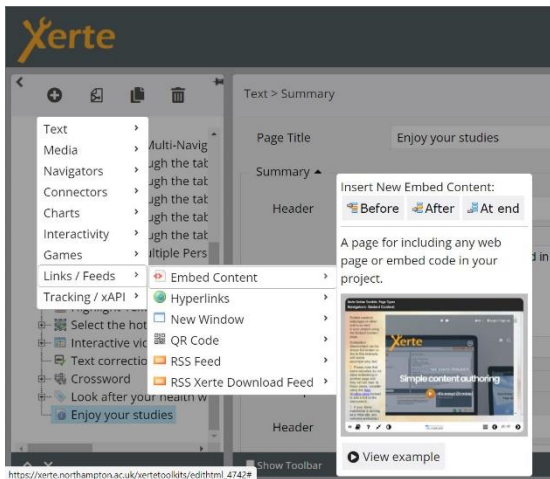 Xerte
Text > Summary
Page Title
Enjoy your studies
Summary
Header
Text
Media
Navigators
Connectors
Charts
Interactivity
Games
Links / Feeds
Tracking / xAPI
Multi-Navig
ugh the tab
ugh the tab
ugh the tab
ugh the tab
ultiple Pers
Select the hot
Interactive vic
Text correctio
Crossword
Look after your health w
Enjoy your studies
Embed Content
Hyperlinks
New Window
QR Code
RSS Feed
RSS Xerte Download Feed
Insert New Embed Content:
Before After At end
A page for including any web
page or embed code in your
project.
Xerte
Simple content authoring
View example
d in
Header
Show Toolbar
https://xerte.northampton.ac.uk/xertetoolkits/edithtml_4742#